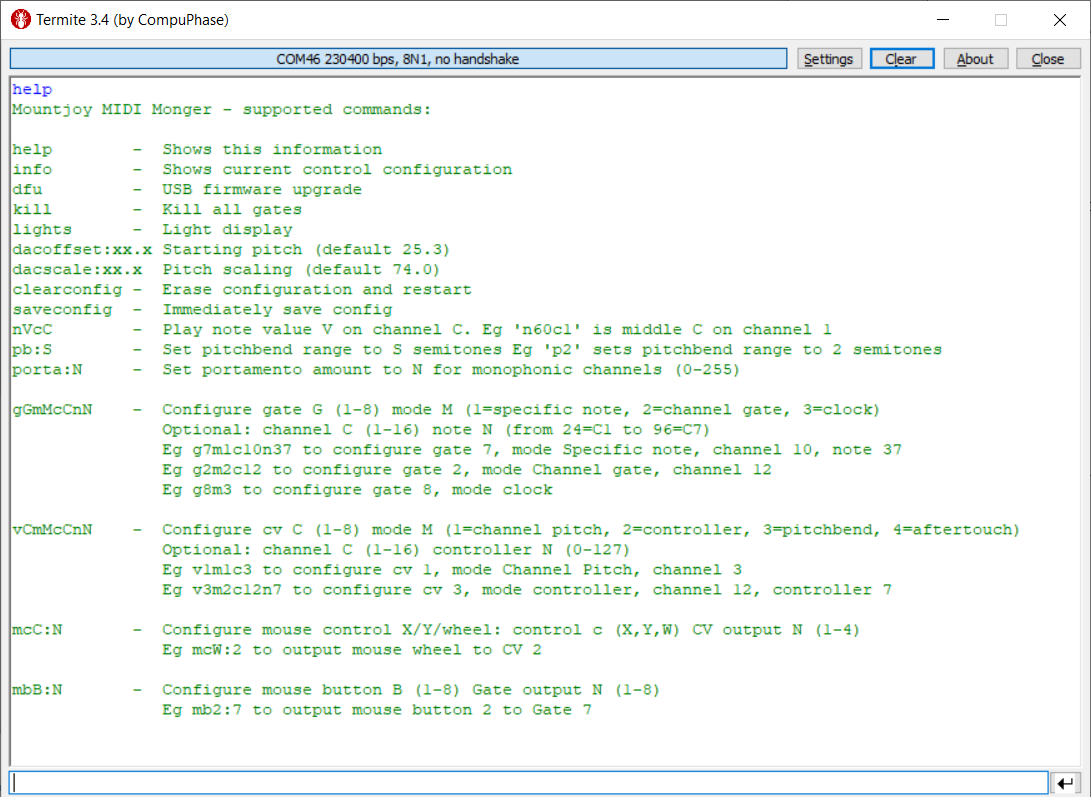 Termite 3.4 (by CompuPhase)
COM46 230400 bps, 8N1, no handshake Settings Clear About Close
help
Mountjoy MIDI Monger - supported commands:
help - Shows this information
info - Shows current control configuration
dfu - USB firmware upgrade
kill - Kill all gates
lights - Light display
dacoffset:xx.x Starting pitch (default 25.3)
dacscale:xx.x Pitch scaling (default 74.0)
clearconfig - Erase configuration and restart
saveconfig - Immediately save config
nVcC - Play note value V on channel C. Eg 'n60c1' is middle C on channel 1
pb:S - Set pitchbend range to S semitones Eg 'p2' sets pitchbend range to 2 semitones
porta:N - Set portamento amount to N for monophonic channels (0-255)
gGmMcCnN - Configure gate G (1-8) mode M (1=specific note, 2=channel gate, 3=clock)
Optional: channel C (1-16) note N (from 24=C1 to 96=C7)
Eg g7m1c10n37 to configure gate 7, mode Specific note, channel 10, note 37
Eg g2m2c12 to configure gate 2, mode Channel gate, channel 12
Eg g8m3 to configure gate 8, mode clock
vCmMcCnN - Configure cv C (1-8) mode M (1=channel pitch, 2=controller, 3=pitchbend, 4=aftertouch)
Optional: channel C (1-16) controller N (0-127)
Eg v1m1c3 to configure cv 1, mode Channel Pitch, channel 3
Eg v3m2c12n7 to configure cv 3, mode controller, channel 12, controller 7
mcC:N - Configure mouse control X/Y/wheel: control c (X,Y,W) CV output N (1-4)
Eg mcW:2 to output mouse wheel to CV 2
mbB:N - Configure mouse button B (1-8) Gate output N (1-8)
Eg mb2:7 to output mouse button 2 to Gate 7